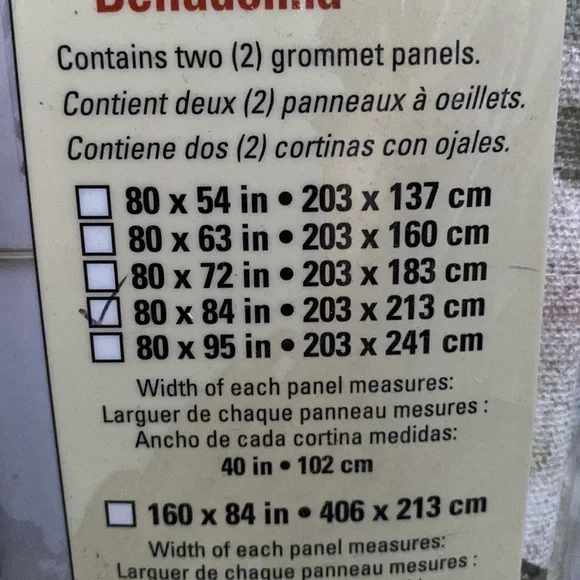 Contains two (2) grommet panels.
Contient deux (2) panneaux à oeillets.
Contiene dos (2) cortinas con ojales.
80 x 54 in • 203 x 137 cm
80 x 63 in • 203 x 160 cm
80 x 72 in • 203 x 183 cm
80 x 84 in • 203 x 213 cm
80 x 95 in • 203 x 241 cm
Width of each panel measures:
Larguer de chaque panneau mesures :
Ancho de cada cortina medidas:
40 in • 102 cm
160 x 84 in • 406 x 213 cm
Width of each panel measures:
Larguer de chaque panneau mesures :